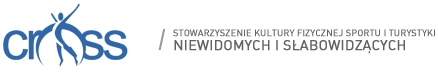 cross
/ STOWARZYSZENIE KULTURY FIZYCZNEJ SPORTU I TURYSTYKI
NIEWIDOMYCH I SŁABOWIDZĄCYCH